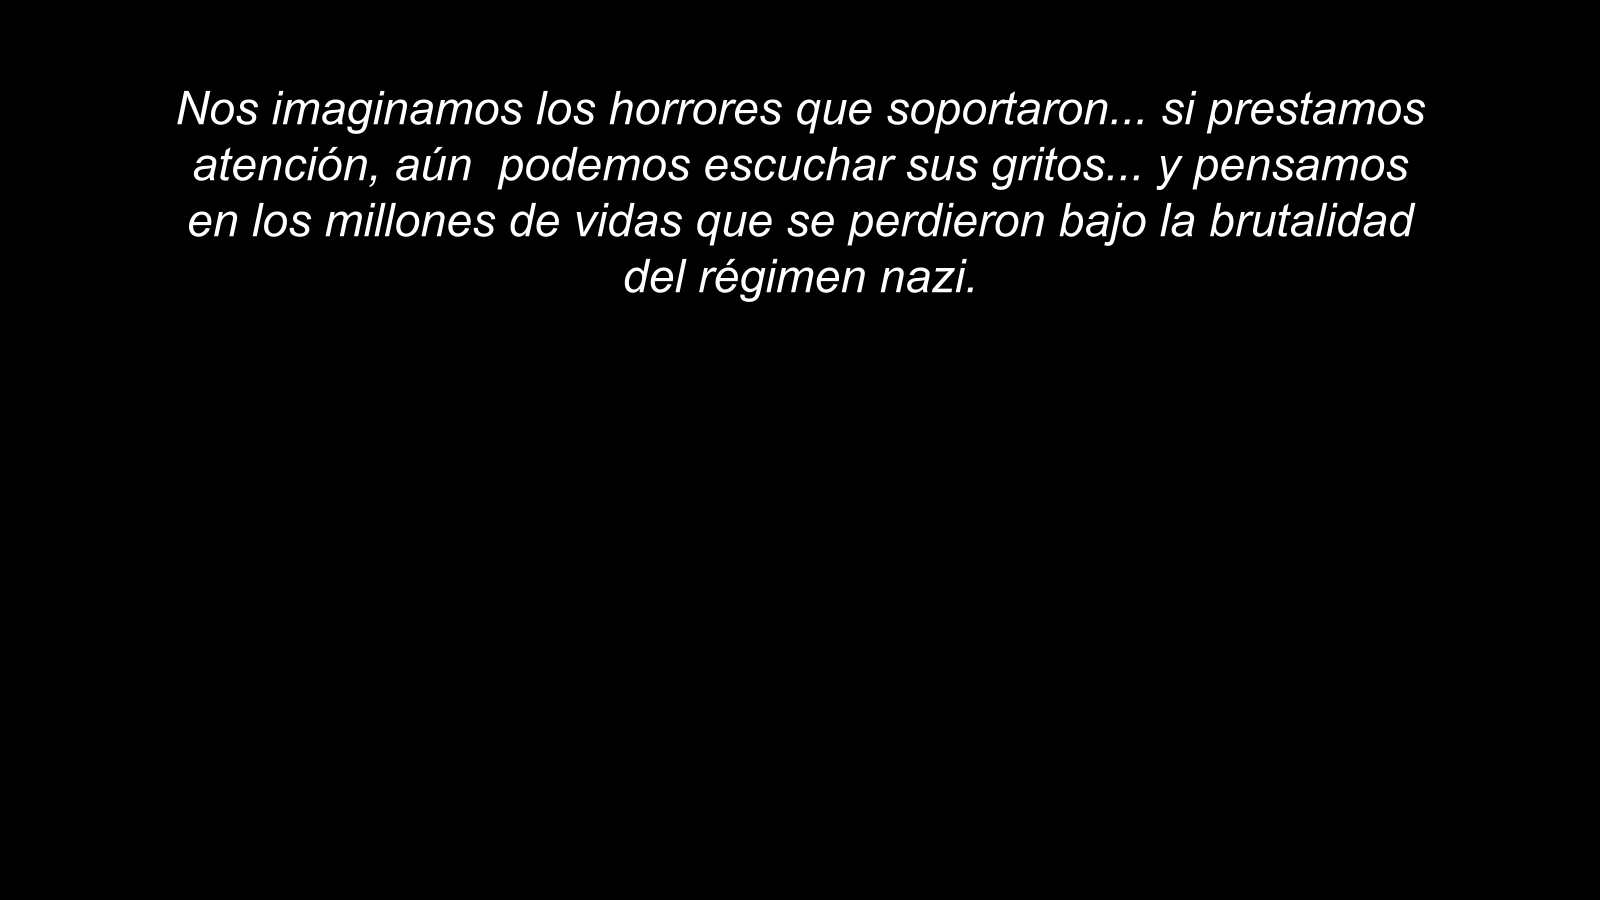 Nos imaginamos los horrores que soportaron... si prestamos
atención, aún  podemos escuchar sus gritos... y pensamos
en los millones de vidas que se perdieron bajo la brutalidad
del régimen nazi.